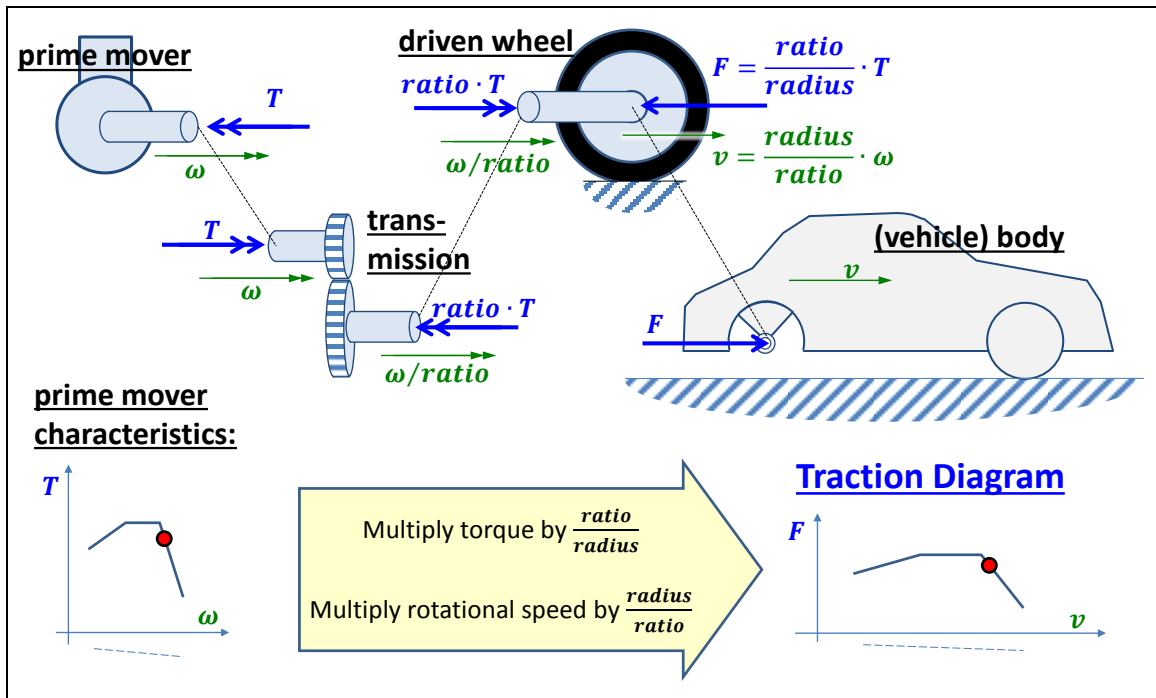 prime mover
T
ω
driven wheel
ratio · T
ω/ratio
F = ratio/radius · T
v = radius/ratio · ω
T
ω
trans-
mission
ratio · T
ω/ratio
(vehicle) body
v
F
prime mover
characteristics:
T
ω
Multiply torque by ratio/radius
Multiply rotational speed by radius/ratio
Traction Diagram
F
v